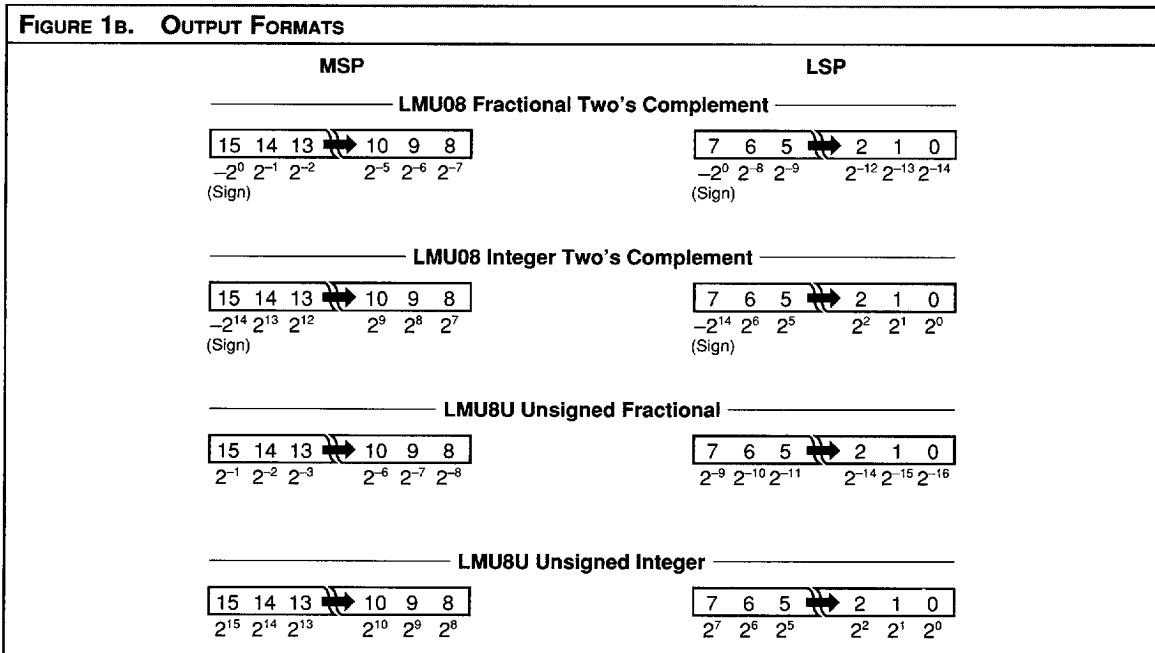 FIGURE 1B. OUTPUT FORMATS
MSP LSP
LMU08 Fractional Two's Complement
15 14 13 10 9 8 7 6 5 2 1 0
–2⁰ 2⁻¹ 2⁻² 2⁻⁵ 2⁻⁶ 2⁻⁷ –2⁰ 2⁻⁸ 2⁻⁹ 2⁻¹² 2⁻¹³ 2⁻¹⁴
(Sign) (Sign)
LMU08 Integer Two's Complement
15 14 13 10 9 8 7 6 5 2 1 0
–2¹⁴ 2¹³ 2¹² 2⁹ 2⁸ 2⁷ –2¹⁴ 2⁶ 2⁵ 2² 2¹ 2⁰
(Sign) (Sign)
LMU8U Unsigned Fractional
15 14 13 10 9 8 7 6 5 2 1 0
2⁻¹ 2⁻² 2⁻³ 2⁻⁶ 2⁻⁷ 2⁻⁸ 2⁻⁹ 2⁻¹⁰ 2⁻¹¹ 2⁻¹⁴ 2⁻¹⁵ 2⁻¹⁶
LMU8U Unsigned Integer
15 14 13 10 9 8 7 6 5 2 1 0
2¹⁵ 2¹⁴ 2¹³ 2¹⁰ 2⁹ 2⁸ 2⁷ 2⁶ 2⁵ 2² 2¹ 2⁰